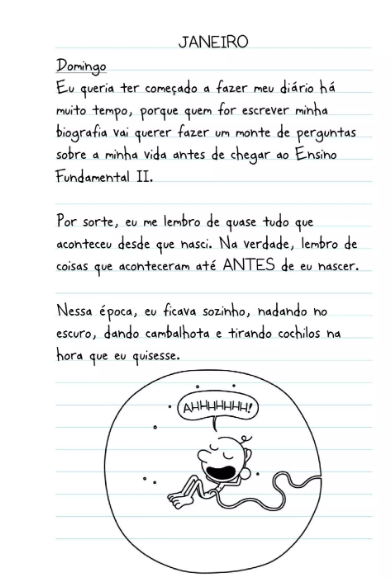 JANEIRO
Domingo
Eu queria ter começado a fazer meu diário há
muito tempo, porque quem for escrever minha
biografia vai querer fazer um monte de perguntas
sobre a minha vida antes de chegar ao Ensino
Fundamental II.
Por sorte, eu me lembro de quase tudo que
aconteceu desde que nasci. Na verdade, lembro de
coisas que aconteceram até ANTES de eu nascer.
Nessa época, eu ficava sozinho, nadando no
escuro, dando cambalhota e tirando cochilos na
hora que eu quisesse.
AHHHHHH!